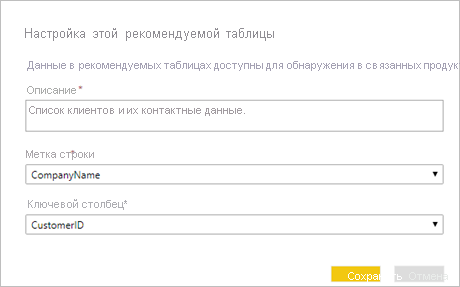 Настройка этой рекомендуемой таблицы
Данные в рекомендуемых таблицах доступны для обнаружения в связанных продук
Описание*
Список клиентов и их контактные данные.
Метка строки*
CompanyName
Ключевой столбец*
CustomerID
Сохранить Отмена